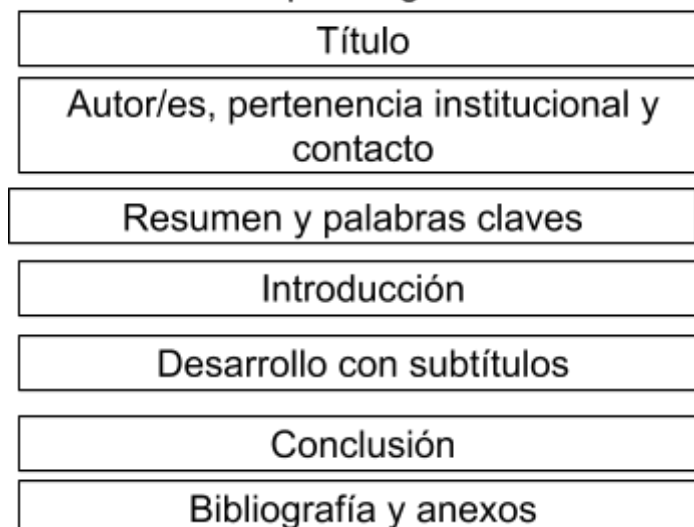 Título
Autor/es, pertenencia institucional y
contacto
Resumen y palabras claves
Introducción
Desarrollo con subtítulos
Conclusión
Bibliografía y anexos